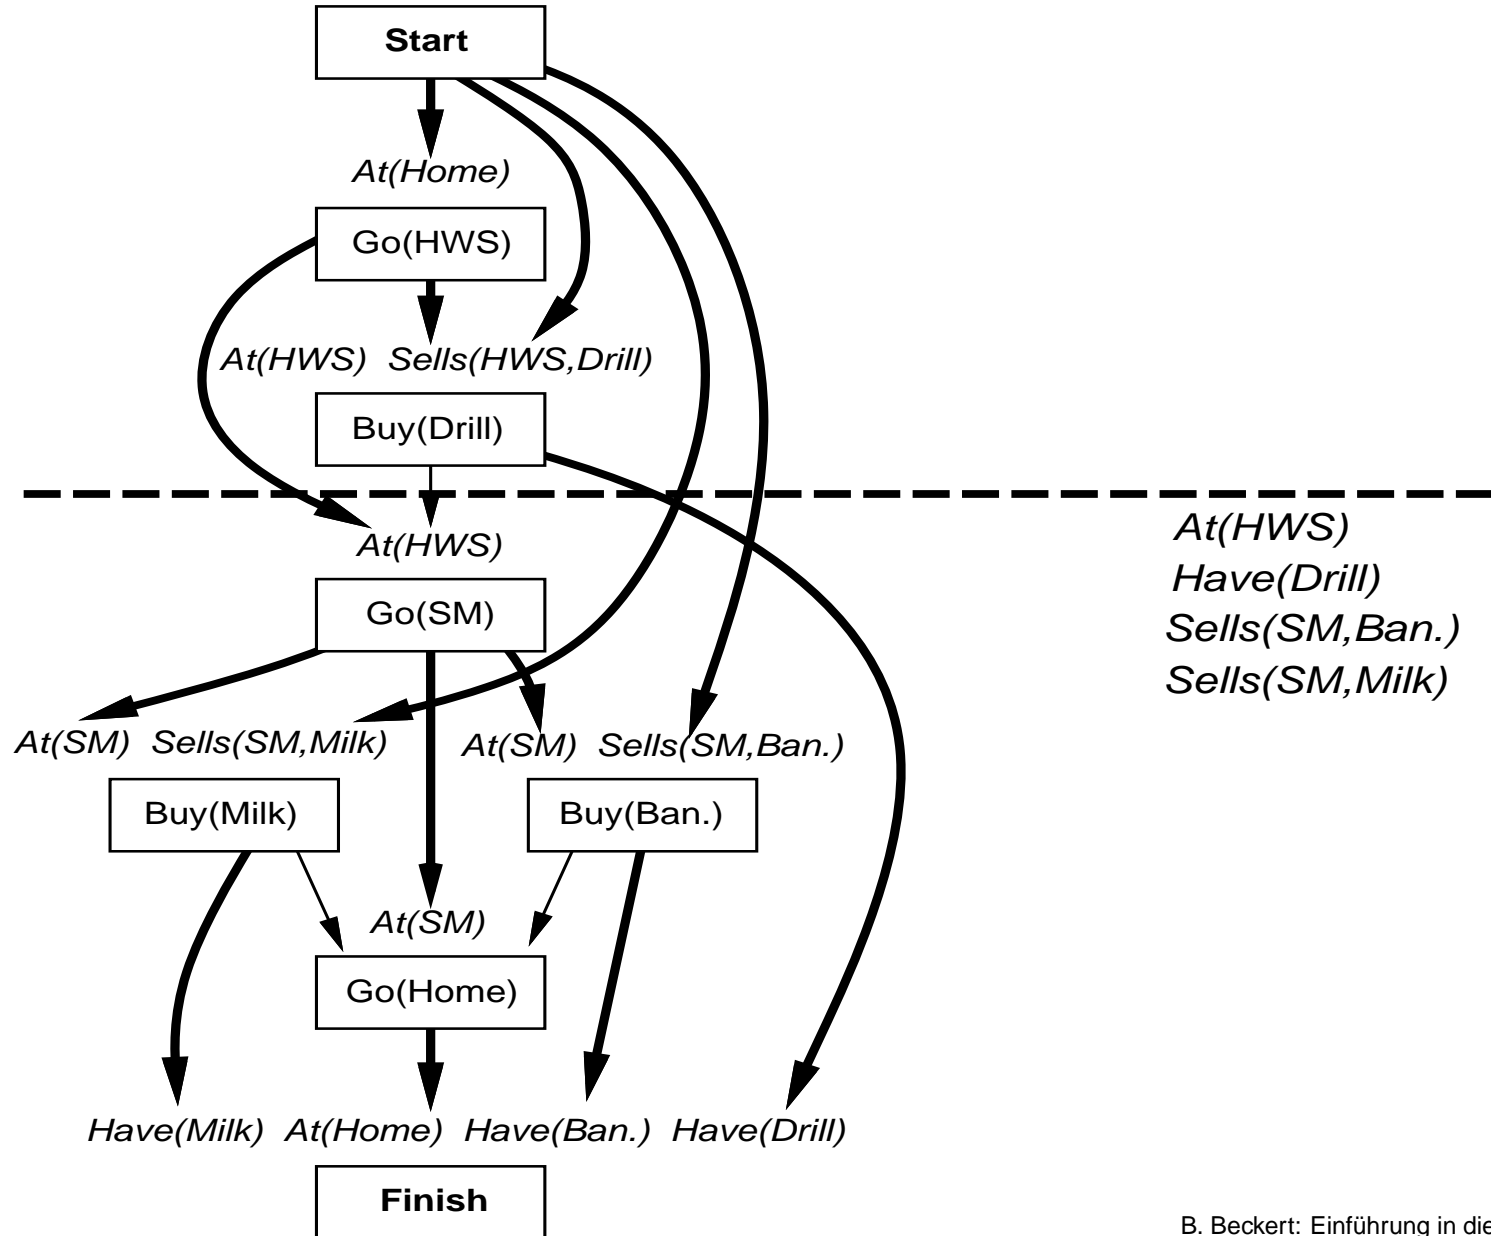 Start
At(Home)
Go(HWS)
At(HWS) Sells(HWS,Drill)
Buy(Drill)
At(HWS)
At(HWS)
Have(Drill)
Sells(SM,Ban.)
Sells(SM,Milk)
Go(SM)
At(SM) Sells(SM,Milk) At(SM) Sells(SM,Ban.)
Buy(Milk) Buy(Ban.)
At(SM)
Go(Home)
Have(Milk) At(Home) Have(Ban.) Have(Drill)
Finish
B. Beckert: Einführung in die